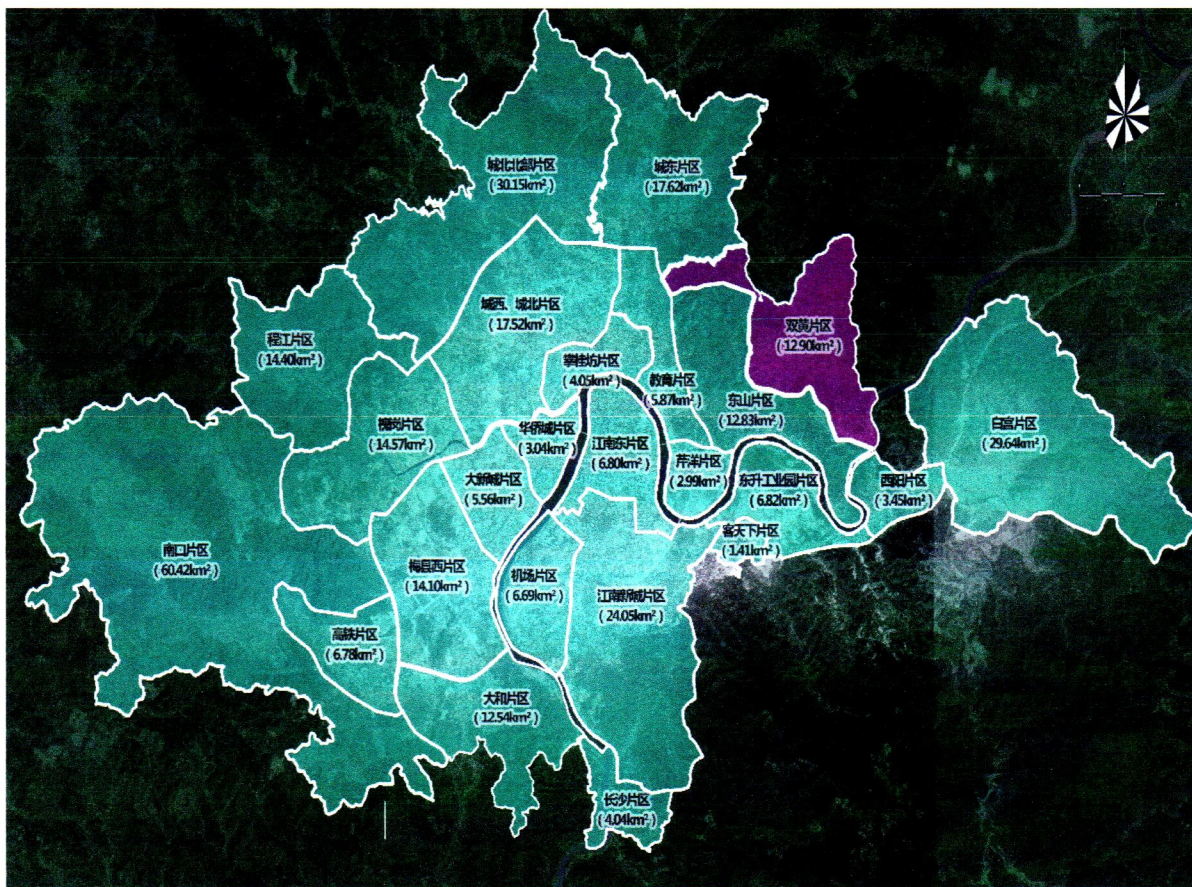 城北北部片区
(30.15km²)
城东片区
(17.62km²)
城西、城北片区
(17.52km²)
双黄片区
(12.90km²)
程江片区
(14.40km²)
攀桂坊片区
(4.05km²)
教育片区
(5.87km²)
东山片区
(12.83km²)
白宫片区
(29.64km²)
槐岗片区
(14.57km²)
华侨城片区
(3.04km²)
江南东片区
(6.80km²)
芹洋片区
(2.99km²)
大新城片区
(5.56km²)
东升工业园片区
(6.82km²)
西阳片区
(3.45km²)
客天下片区
(1.41km²)
南口片区
(60.42km²)
梅县西片区
(14.10km²)
机场片区
(6.69km²)
江南新城片区
(24.05km²)
高铁片区
(6.78km²)
大和片区
(12.54km²)
长沙片区
(4.04km²)